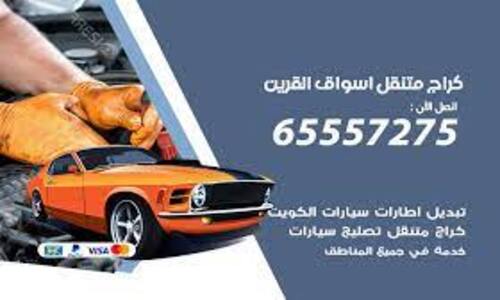 كراج متنقل اسواق القرين
اتصل الآن :
65557275
تبديل اطارات سيارات الكويت
كراج متنقل تصليح سيارات
خدمة في جميع المناطق
VISA